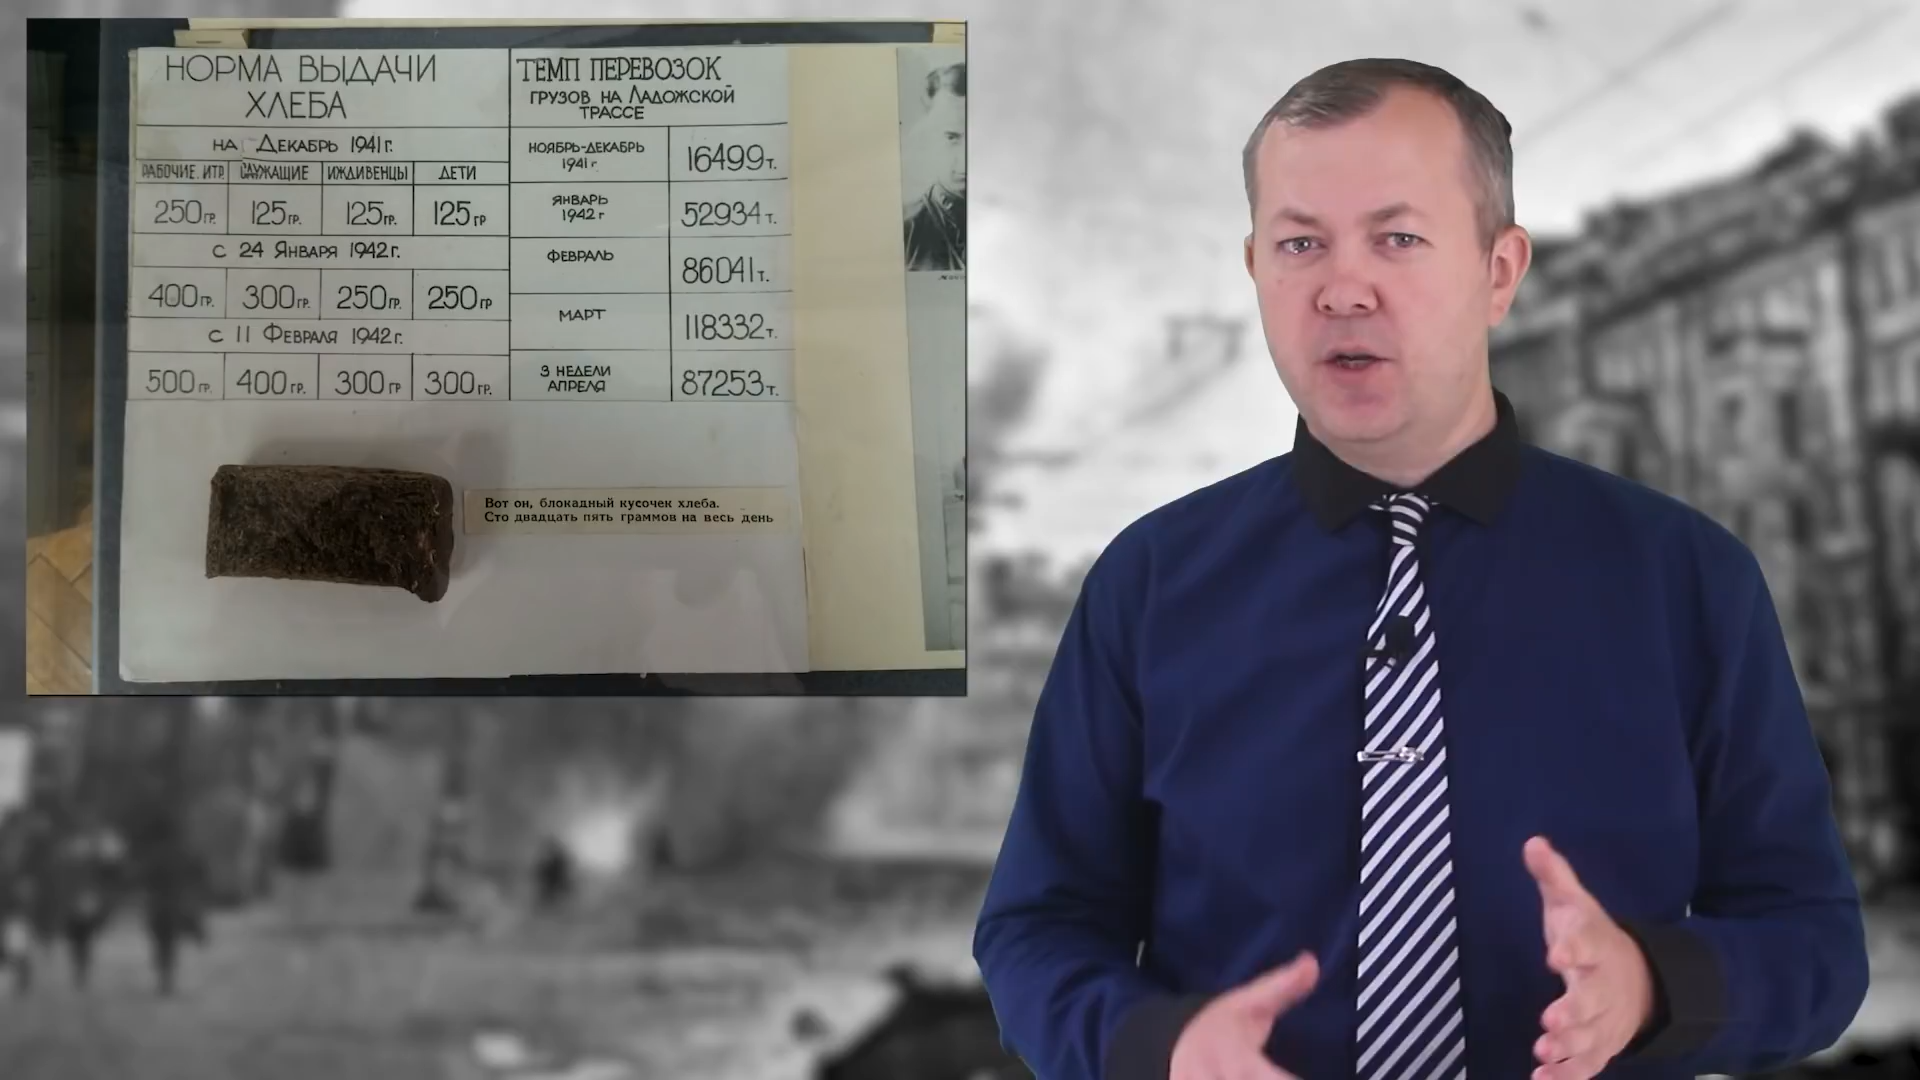 НОРМА ВЫДАЧИ
ХЛЕБА
НА ДЕКАБРЬ 1941 г.
РАБОЧИЕ. ИТР. СЛУЖАЩИЕ ИЖДИВЕНЦЫ ДЕТИ
250 гр. 125 гр. 125 гр. 125 гр
С 24 ЯНВАРЯ 1942 г.
400 гр. 300 гр. 250 гр. 250 гр
С 11 ФЕВРАЛЯ 1942 г.
500 гр. 400 гр. 300 гр 300 гр.
ТЕМП ПЕРЕВОЗОК
ГРУЗОВ НА ЛАДОЖСКОЙ
ТРАССЕ
НОЯБРЬ-ДЕКАБРЬ
1941 г. 16499 т.
ЯНВАРЬ
1942 г 52934 т.
ФЕВРАЛЬ 86041 т.
МАРТ 118332 т.
3 НЕДЕЛИ
АПРЕЛЯ 87253 т.
Вот он, блокадный кусочек хлеба.
Сто двадцать пять граммов на весь день